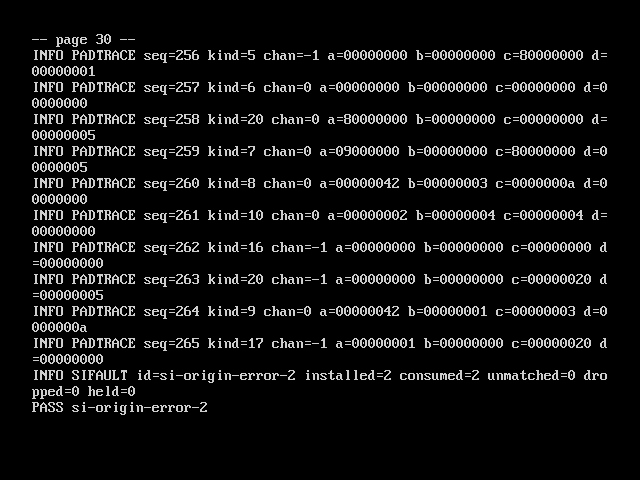 -- page 30 --
INFO PADTRACE seq=256 kind=5 chan=-1 a=00000000 b=00000000 c=80000000 d=
00000001
INFO PADTRACE seq=257 kind=6 chan=0 a=00000000 b=00000000 c=00000000 d=0
0000000
INFO PADTRACE seq=258 kind=20 chan=0 a=80000000 b=00000000 c=00000000 d=
00000005
INFO PADTRACE seq=259 kind=7 chan=0 a=09000000 b=00000000 c=80000000 d=0
0000005
INFO PADTRACE seq=260 kind=8 chan=0 a=00000042 b=00000003 c=0000000a d=0
0000000
INFO PADTRACE seq=261 kind=10 chan=0 a=00000002 b=00000004 c=00000004 d=
00000000
INFO PADTRACE seq=262 kind=16 chan=-1 a=00000000 b=00000000 c=00000000 d
=00000000
INFO PADTRACE seq=263 kind=20 chan=-1 a=00000000 b=00000000 c=00000020 d
=00000005
INFO PADTRACE seq=264 kind=9 chan=0 a=00000042 b=00000001 c=00000003 d=0
000000a
INFO PADTRACE seq=265 kind=17 chan=-1 a=00000001 b=00000000 c=00000020 d
=00000000
INFO SIFAULT id=si-origin-error-2 installed=2 consumed=2 unmatched=0 dro
pped=0 held=0
PASS si-origin-error-2